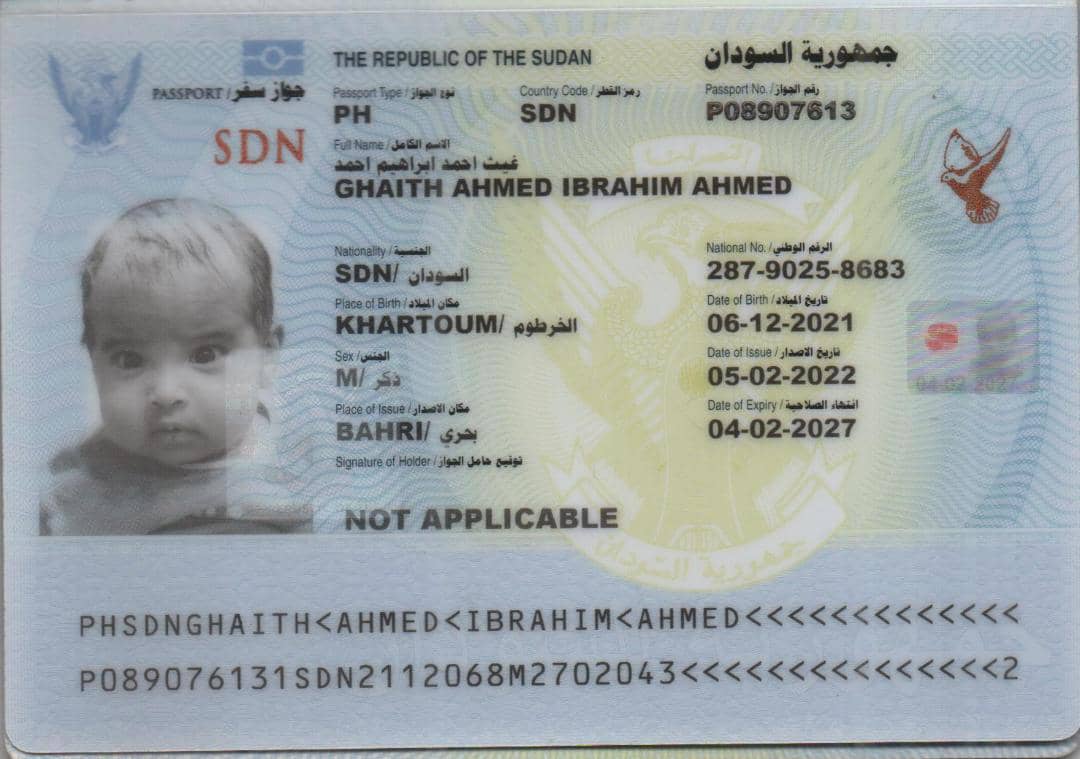 THE REPUBLIC OF THE SUDAN جمهورية السودان
PASSPORT / جواز سفر
SDN
Passport Type / نوع الجواز Country Code / رمز القطر Passport No. / رقم الجواز
PH SDN P08907613
Full Name / الاسم الكامل
غيث احمد ابراهيم احمد
GHAITH AHMED IBRAHIM AHMED
Nationality / الجنسية National No. / الرقم الوطني
SDN/ السودان 287-9025-8683
Place of Birth / مكان الميلاد Date of Birth / تاريخ الميلاد
KHARTOUM/ الخرطوم 06-12-2021
Sex / الجنس Date of Issue / تاريخ الاصدار
M/ ذكر 05-02-2022
Place of Issue / مكان الاصدار Date of Expiry / انتهاء الصلاحية
BAHRI/ بحري 04-02-2027
04-02-2027
Signature of Holder / توقيع حامل الجواز
NOT APPLICABLE
النصر لنا
جمهورية السودان
PHSDNGHAITH<AHMED<IBRAHIM<AHMED<<<<<<<<<<<<<
P089076131SDN2112068M2702043<<<<<<<<<<<<<<<2